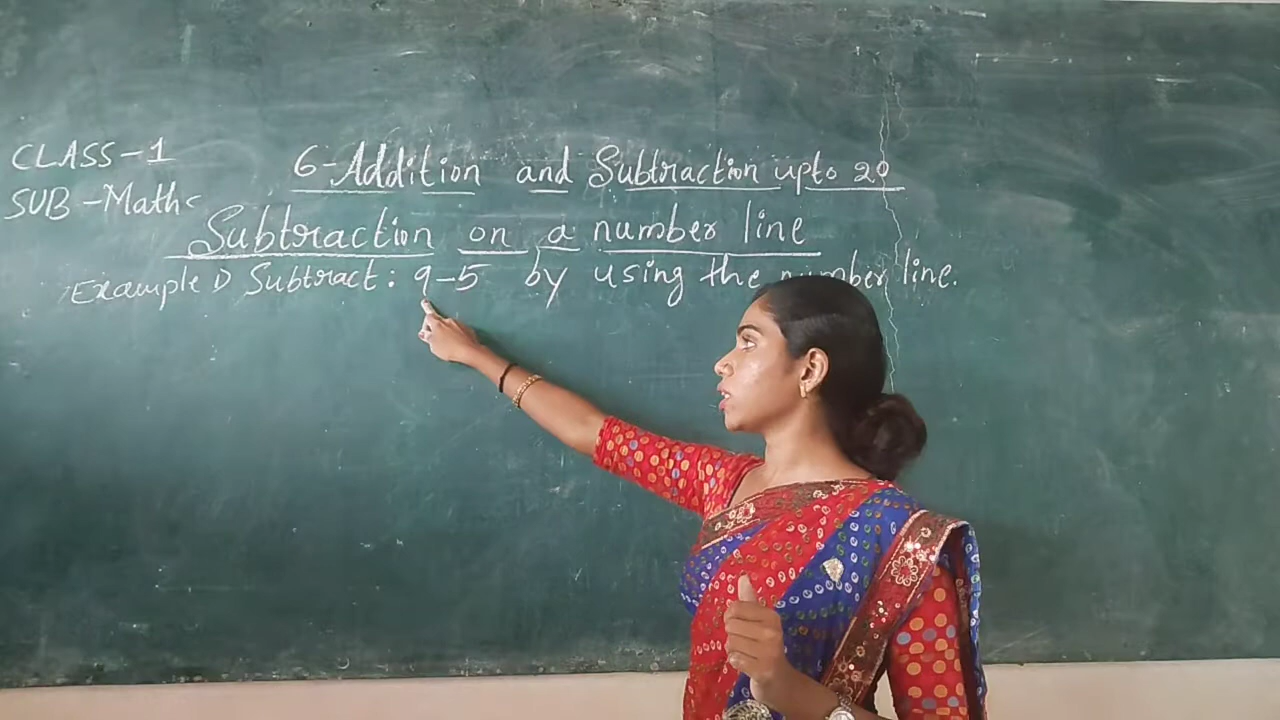 CLASS-1
SUB-Maths
6-Addition and Subtraction upto 20
Subtraction on a number line
Example 1) Subtract: 9-5 by using the number line.